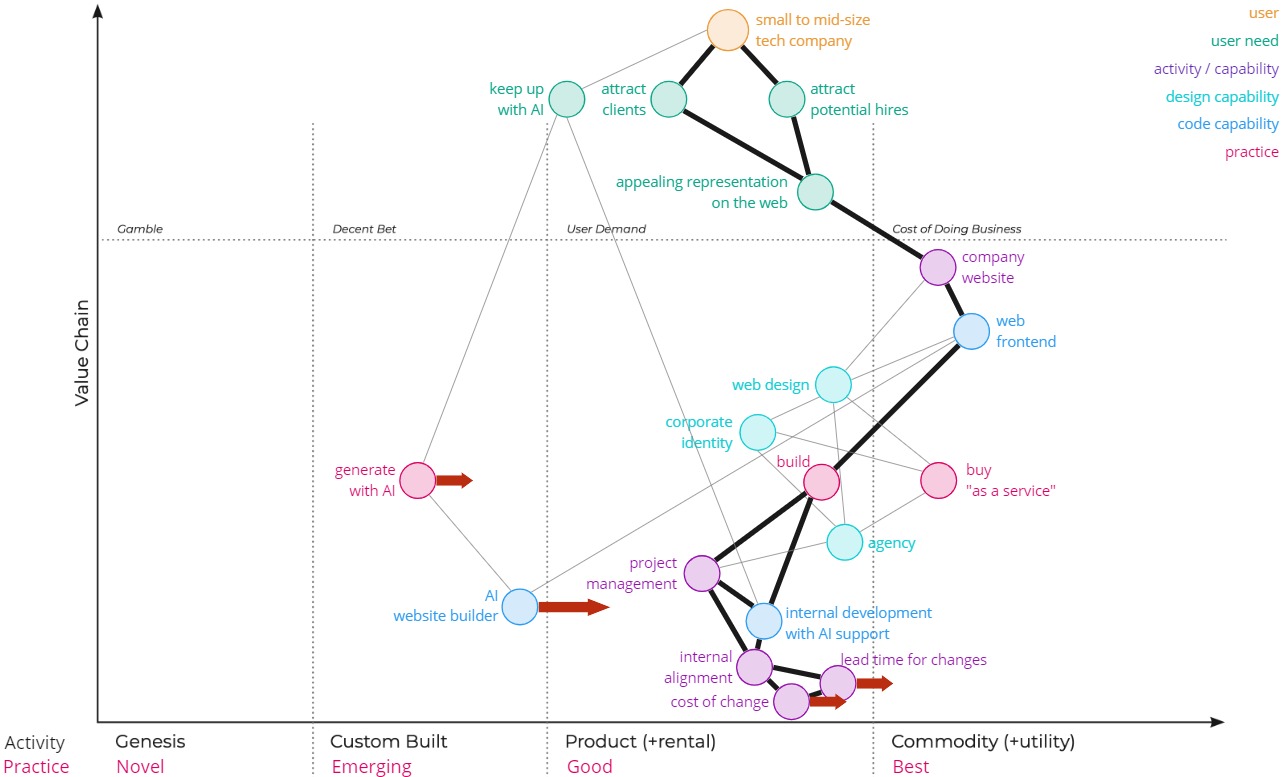 small to mid-size
tech company
user
user need
activity / capability
design capability
code capability
practice
keep up
with AI
attract
clients
attract
potential hires
appealing representation
on the web
Gamble
Decent Bet
User Demand
Cost of Doing Business
company
website
web
frontend
Value Chain
web design
corporate
identity
build
generate
with AI
buy
"as a service"
agency
project
management
AI
website builder
internal development
with AI support
internal
alignment
lead time for changes
cost of change
Activity
Genesis
Custom Built
Product (+rental)
Commodity (+utility)
Practice
Novel
Emerging
Good
Best